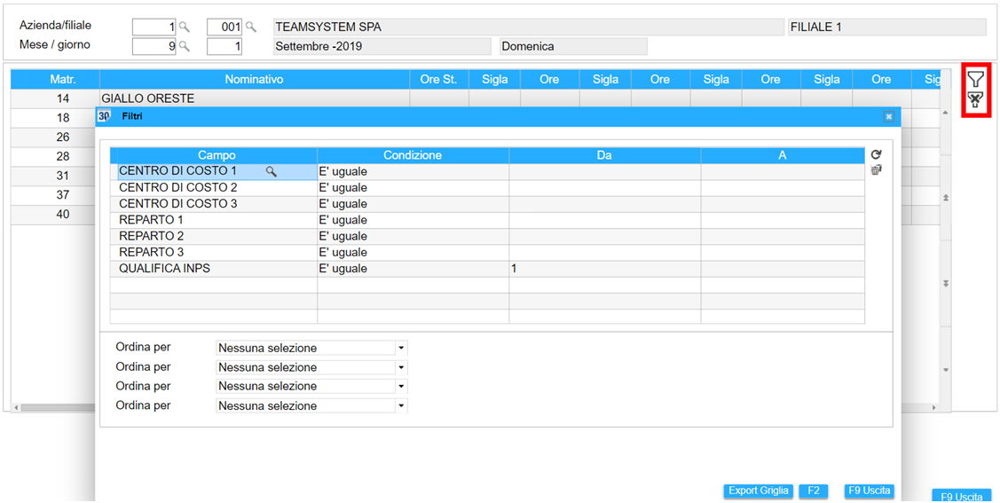 Azienda/filiale 1 001 TEAMSYSTEM SPA FILIALE 1
Mese / giorno 9 1 Settembre -2019 Domenica
Matr. Nominativo Ore St. Sigla Ore Sigla Ore Sigla Ore Sigla Ore Sig
14 GIALLO ORESTE
18
26
28
31
37
40
30 Filtri
Campo Condizione Da A
CENTRO DI COSTO 1 E' uguale
CENTRO DI COSTO 2 E' uguale
CENTRO DI COSTO 3 E' uguale
REPARTO 1 E' uguale
REPARTO 2 E' uguale
REPARTO 3 E' uguale
QUALIFICA INPS E' uguale 1
Ordina per Nessuna selezione
Ordina per Nessuna selezione
Ordina per Nessuna selezione
Ordina per Nessuna selezione
Export Griglia F2 F9 Uscita
F9 Uscita